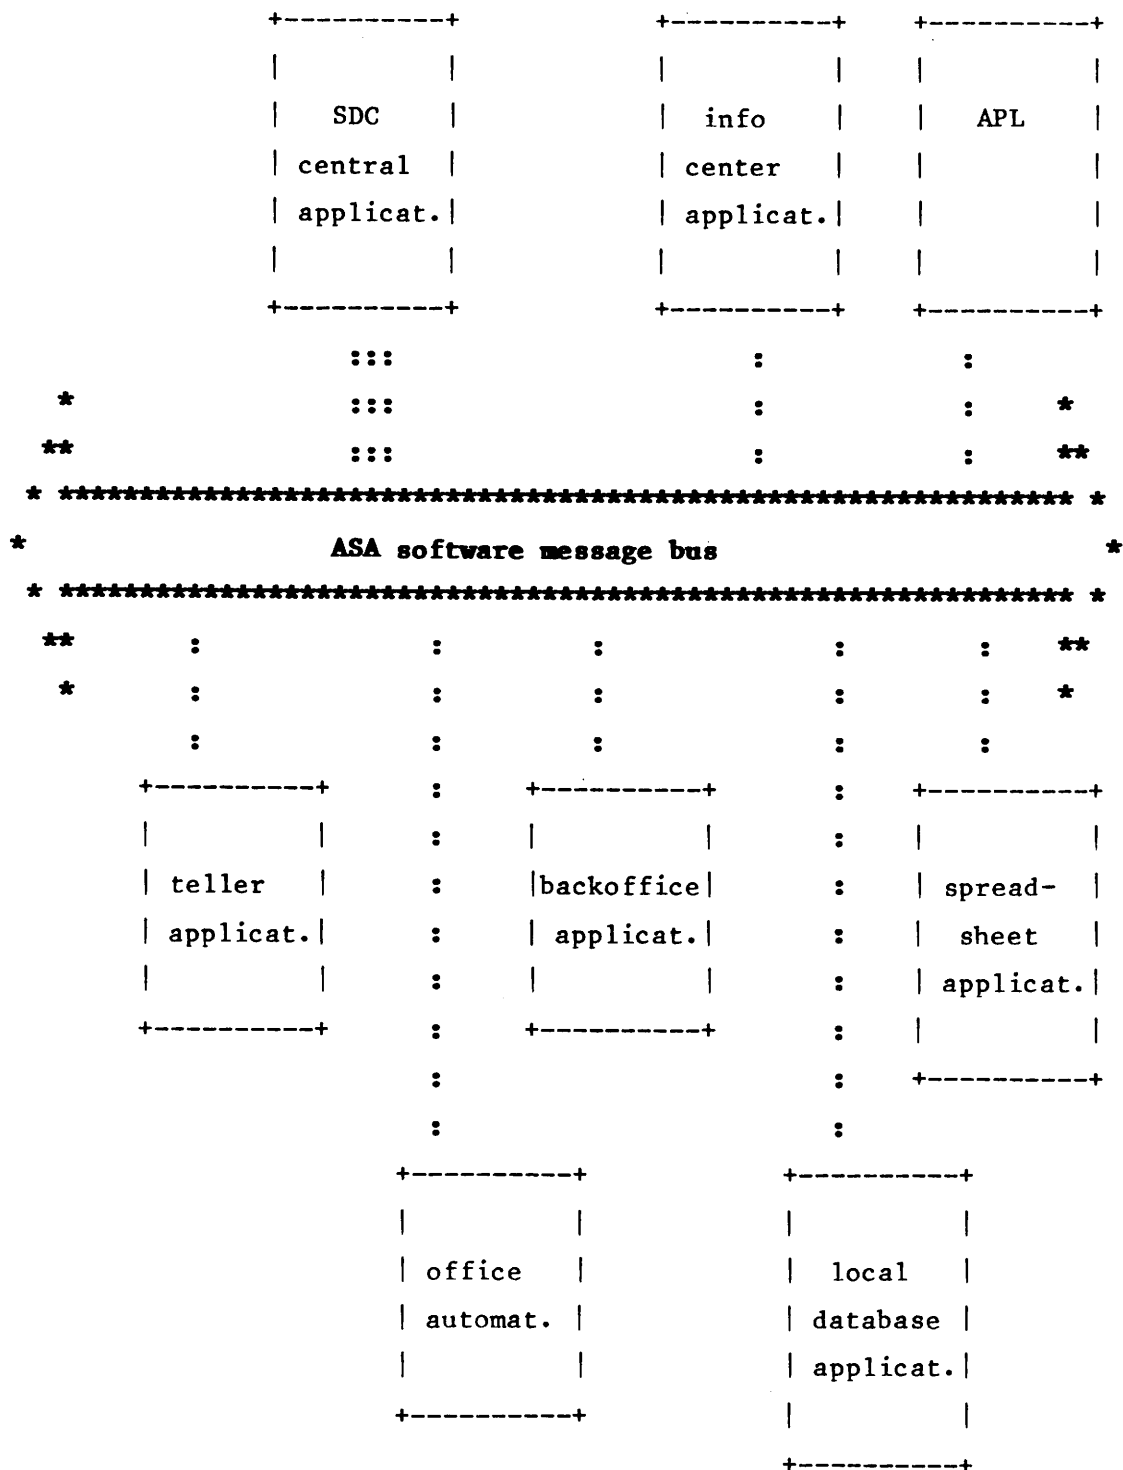 SDC
central
applicat.
info
center
applicat.
APL
ASA software message bus
teller
applicat.
backoffice
applicat.
spread-
sheet
applicat.
office
automat.
local
database
applicat.